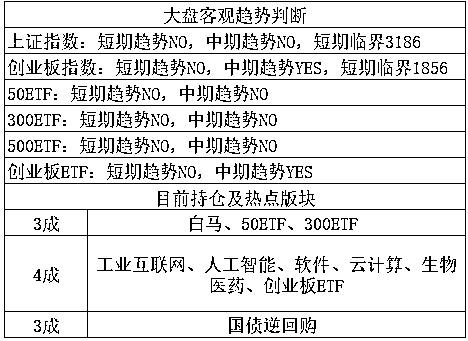 大盘客观趋势判断
上证指数：短期趋势NO，中期趋势NO，短期临界3186
创业板指数：短期趋势NO，中期趋势YES，短期临界1856
50ETF：短期趋势NO，中期趋势NO
300ETF：短期趋势NO，中期趋势NO
500ETF：短期趋势NO，中期趋势NO
创业板ETF：短期趋势NO，中期趋势YES
目前持仓及热点版块
3成 白马、50ETF、300ETF
4成 工业互联网、人工智能、软件、云计算、生物
医药、创业板ETF
3成 国债逆回购